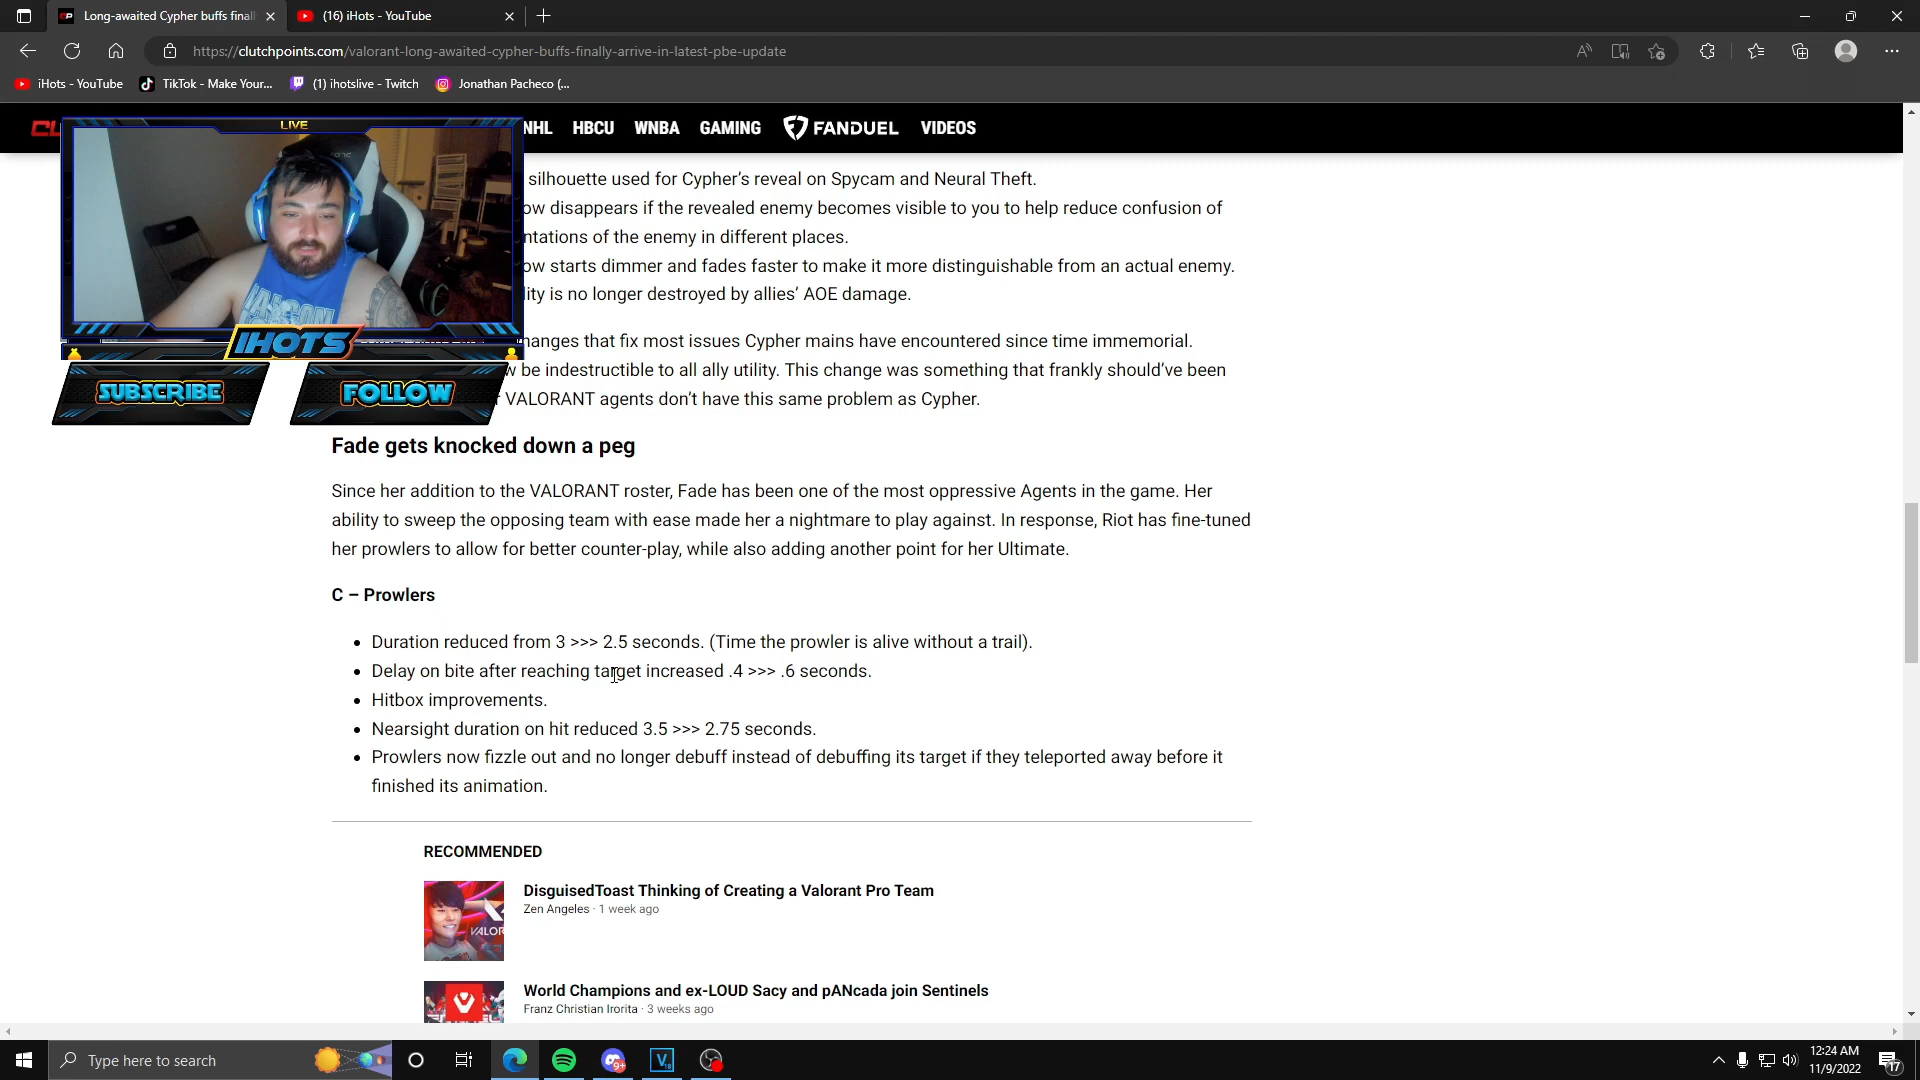 Long-awaited Cypher buffs final
(16) iHots - YouTube
https://clutchpoints.com/valorant-long-awaited-cypher-buffs-finally-arrive-in-latest-pbe-update
iHots - YouTube
TikTok - Make Your...
(1) ihotslive - Twitch
Jonathan Pacheco (...
NHL HBCU WNBA GAMING FANDUEL VIDEOS
LIVE
silhouette used for Cypher's reveal on Spycam and Neural Theft.
ow disappears if the revealed enemy becomes visible to you to help reduce confusion of
ntations of the enemy in different places.
ow starts dimmer and fades faster to make it more distinguishable from an actual enemy.
lity is no longer destroyed by allies' AOE damage.
IHOTS
hanges that fix most issues Cypher mains have encountered since time immemorial.
w be indestructible to all ally utility. This change was something that frankly should've been
r VALORANT agents don't have this same problem as Cypher.
SUBSCRIBE
FOLLOW
Fade gets knocked down a peg
Since her addition to the VALORANT roster, Fade has been one of the most oppressive Agents in the game. Her
ability to sweep the opposing team with ease made her a nightmare to play against. In response, Riot has fine-tuned
her prowlers to allow for better counter-play, while also adding another point for her Ultimate.
C – Prowlers
• Duration reduced from 3 >>> 2.5 seconds. (Time the prowler is alive without a trail).
• Delay on bite after reaching target increased .4 >>> .6 seconds.
• Hitbox improvements.
• Nearsight duration on hit reduced 3.5 >>> 2.75 seconds.
• Prowlers now fizzle out and no longer debuff instead of debuffing its target if they teleported away before it
finished its animation.
RECOMMENDED
DisguisedToast Thinking of Creating a Valorant Pro Team
Zen Angeles · 1 week ago
VALOR
World Champions and ex-LOUD Sacy and pANcada join Sentinels
Franz Christian Irorita · 3 weeks ago
Type here to search
12:24 AM
11/9/2022
17